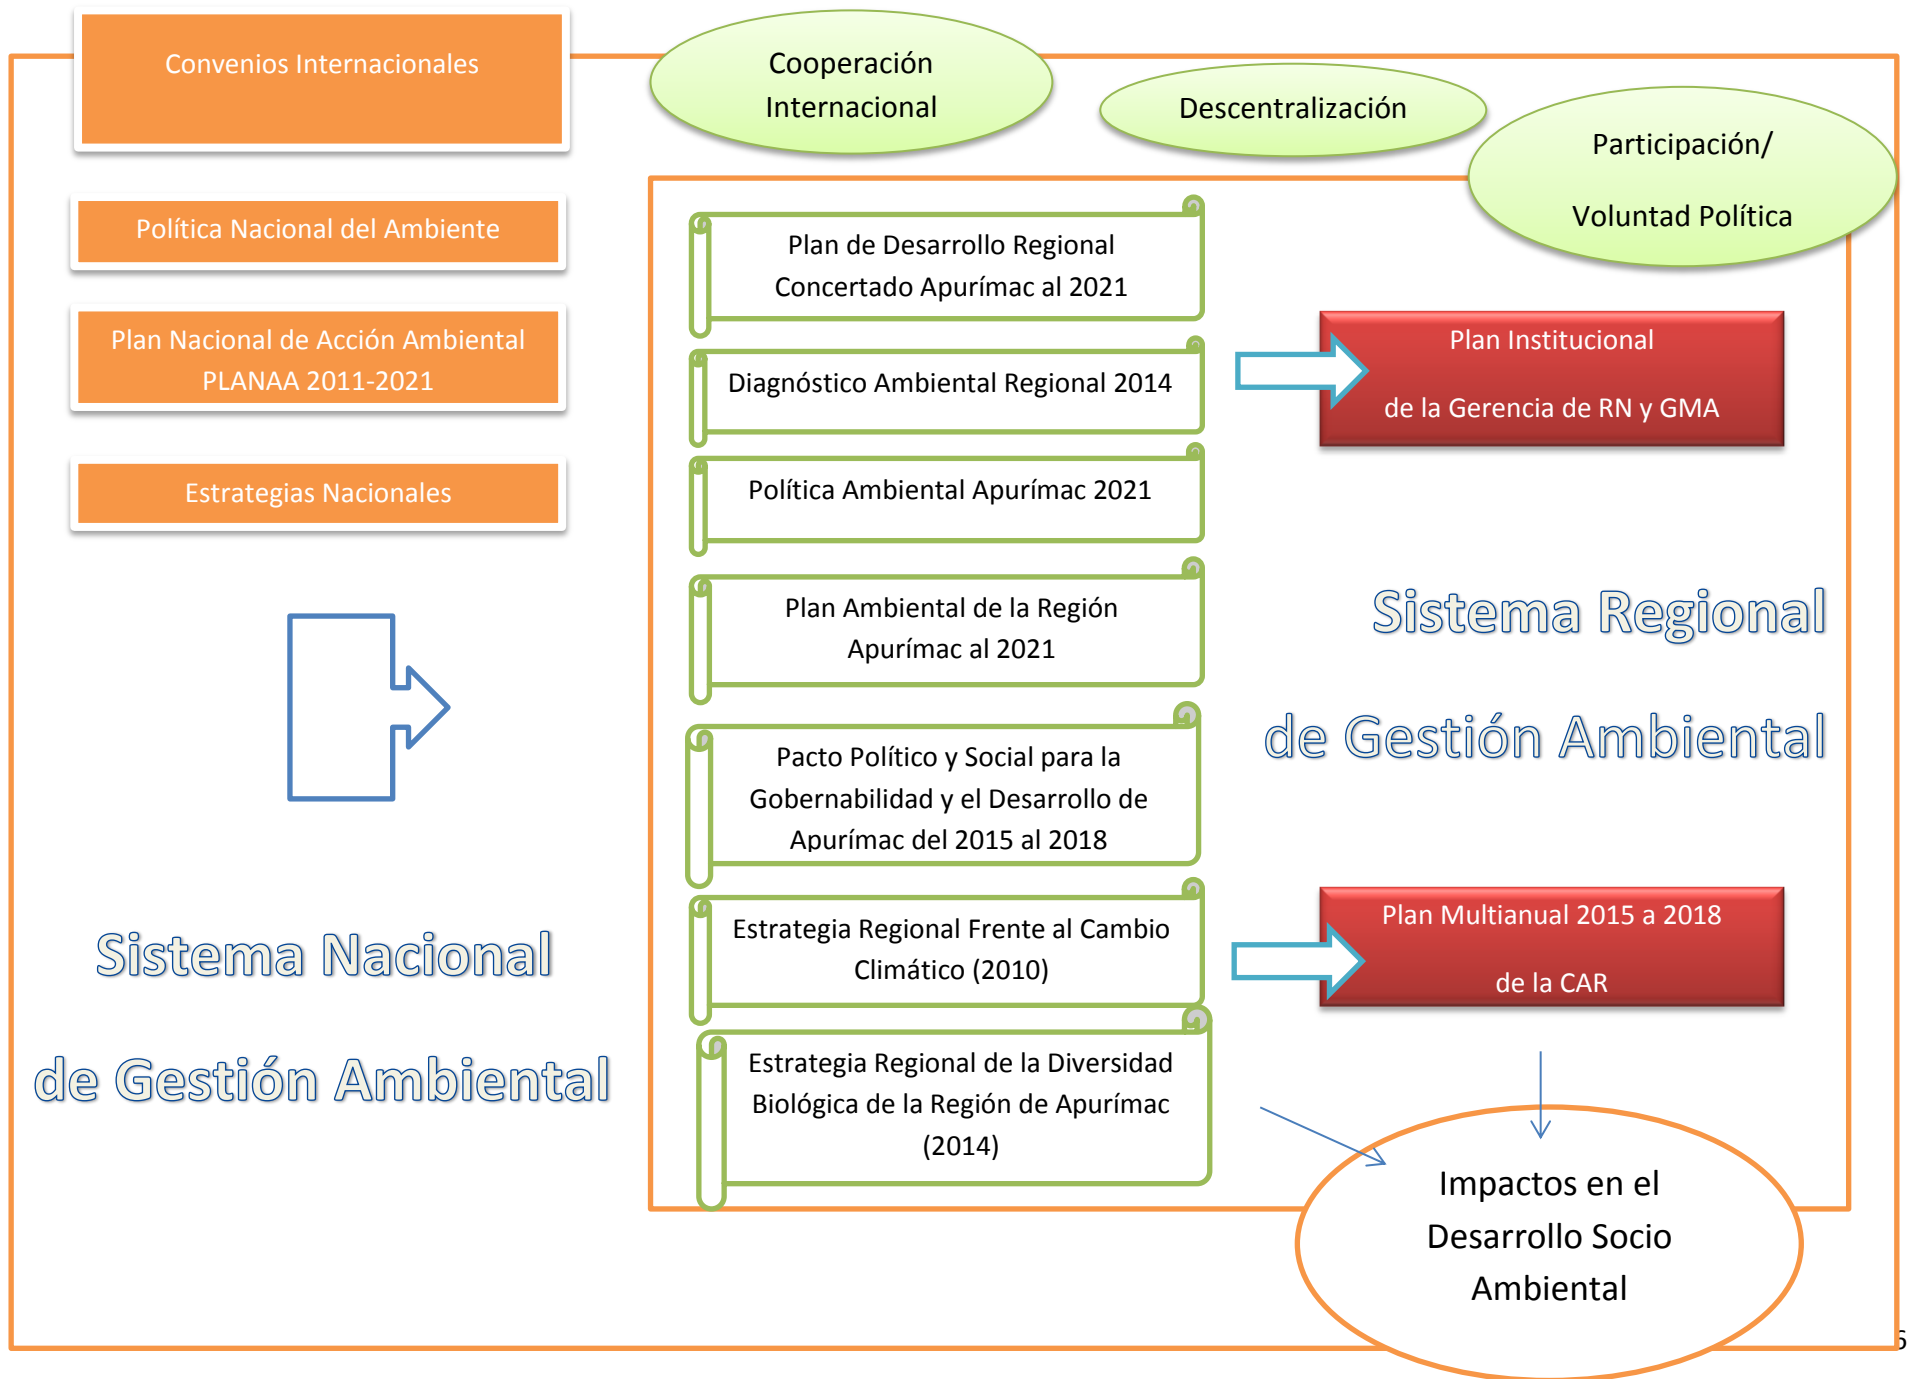 Convenios Internacionales
Cooperación
Internacional
Descentralización
Participación/
Voluntad Política
Política Nacional del Ambiente
Plan Nacional de Acción Ambiental
PLANAA 2011-2021
Estrategias Nacionales
Sistema Nacional
de Gestión Ambiental
Plan de Desarrollo Regional
Concertado Apurímac al 2021
Diagnóstico Ambiental Regional 2014
Política Ambiental Apurímac 2021
Plan Ambiental de la Región
Apurímac al 2021
Pacto Político y Social para la
Gobernabilidad y el Desarrollo de
Apurímac del 2015 al 2018
Estrategia Regional Frente al Cambio
Climático (2010)
Estrategia Regional de la Diversidad
Biológica de la Región de Apurímac
(2014)
Plan Institucional
de la Gerencia de RN y GMA
Sistema Regional
de Gestión Ambiental
Plan Multianual 2015 a 2018
de la CAR
Impactos en el
Desarrollo Socio
Ambiental
6